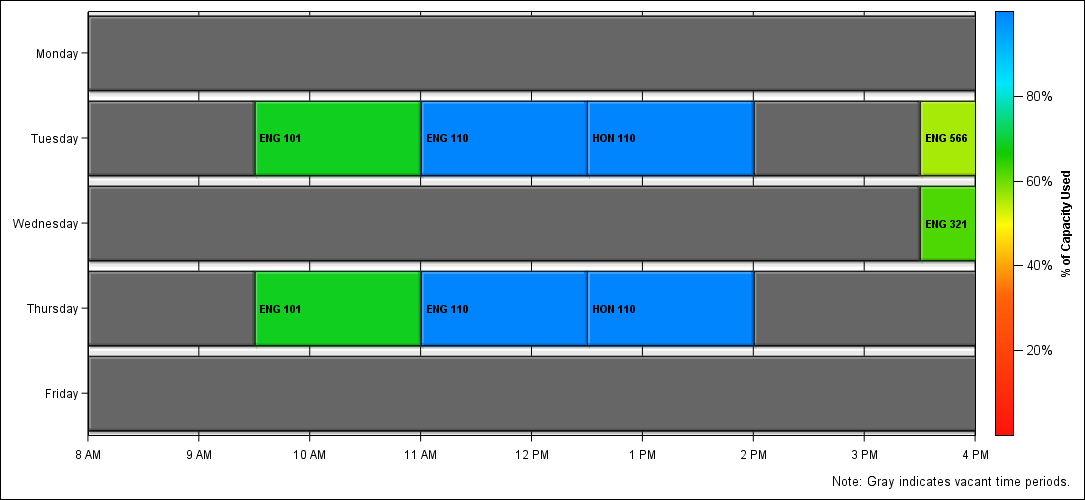 Monday
Tuesday
ENG 101
ENG 110
HON 110
ENG 566
Wednesday
ENG 321
Thursday
ENG 101
ENG 110
HON 110
Friday
8 AM
9 AM
10 AM
11 AM
12 PM
1 PM
2 PM
3 PM
4 PM
80%
60%
40%
20%
% of Capacity Used
Note: Gray indicates vacant time periods.